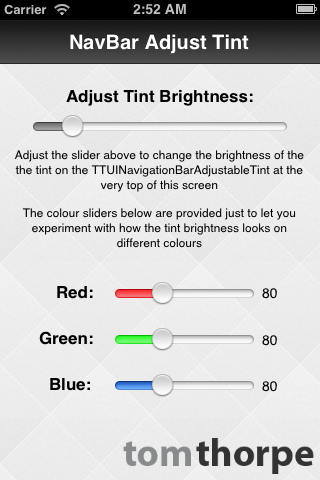 Carrier 2:52 AM
NavBar Adjust Tint
Adjust Tint Brightness:
Adjust the slider above to change the brightness of the
the tint on the TTUINavigationBarAdjustableTint at the
very top of this screen
The colour sliders below are provided just to let you
experiment with how the tint brightness looks on
different colours
Red: 80
Green: 80
Blue: 80
tomthorpe